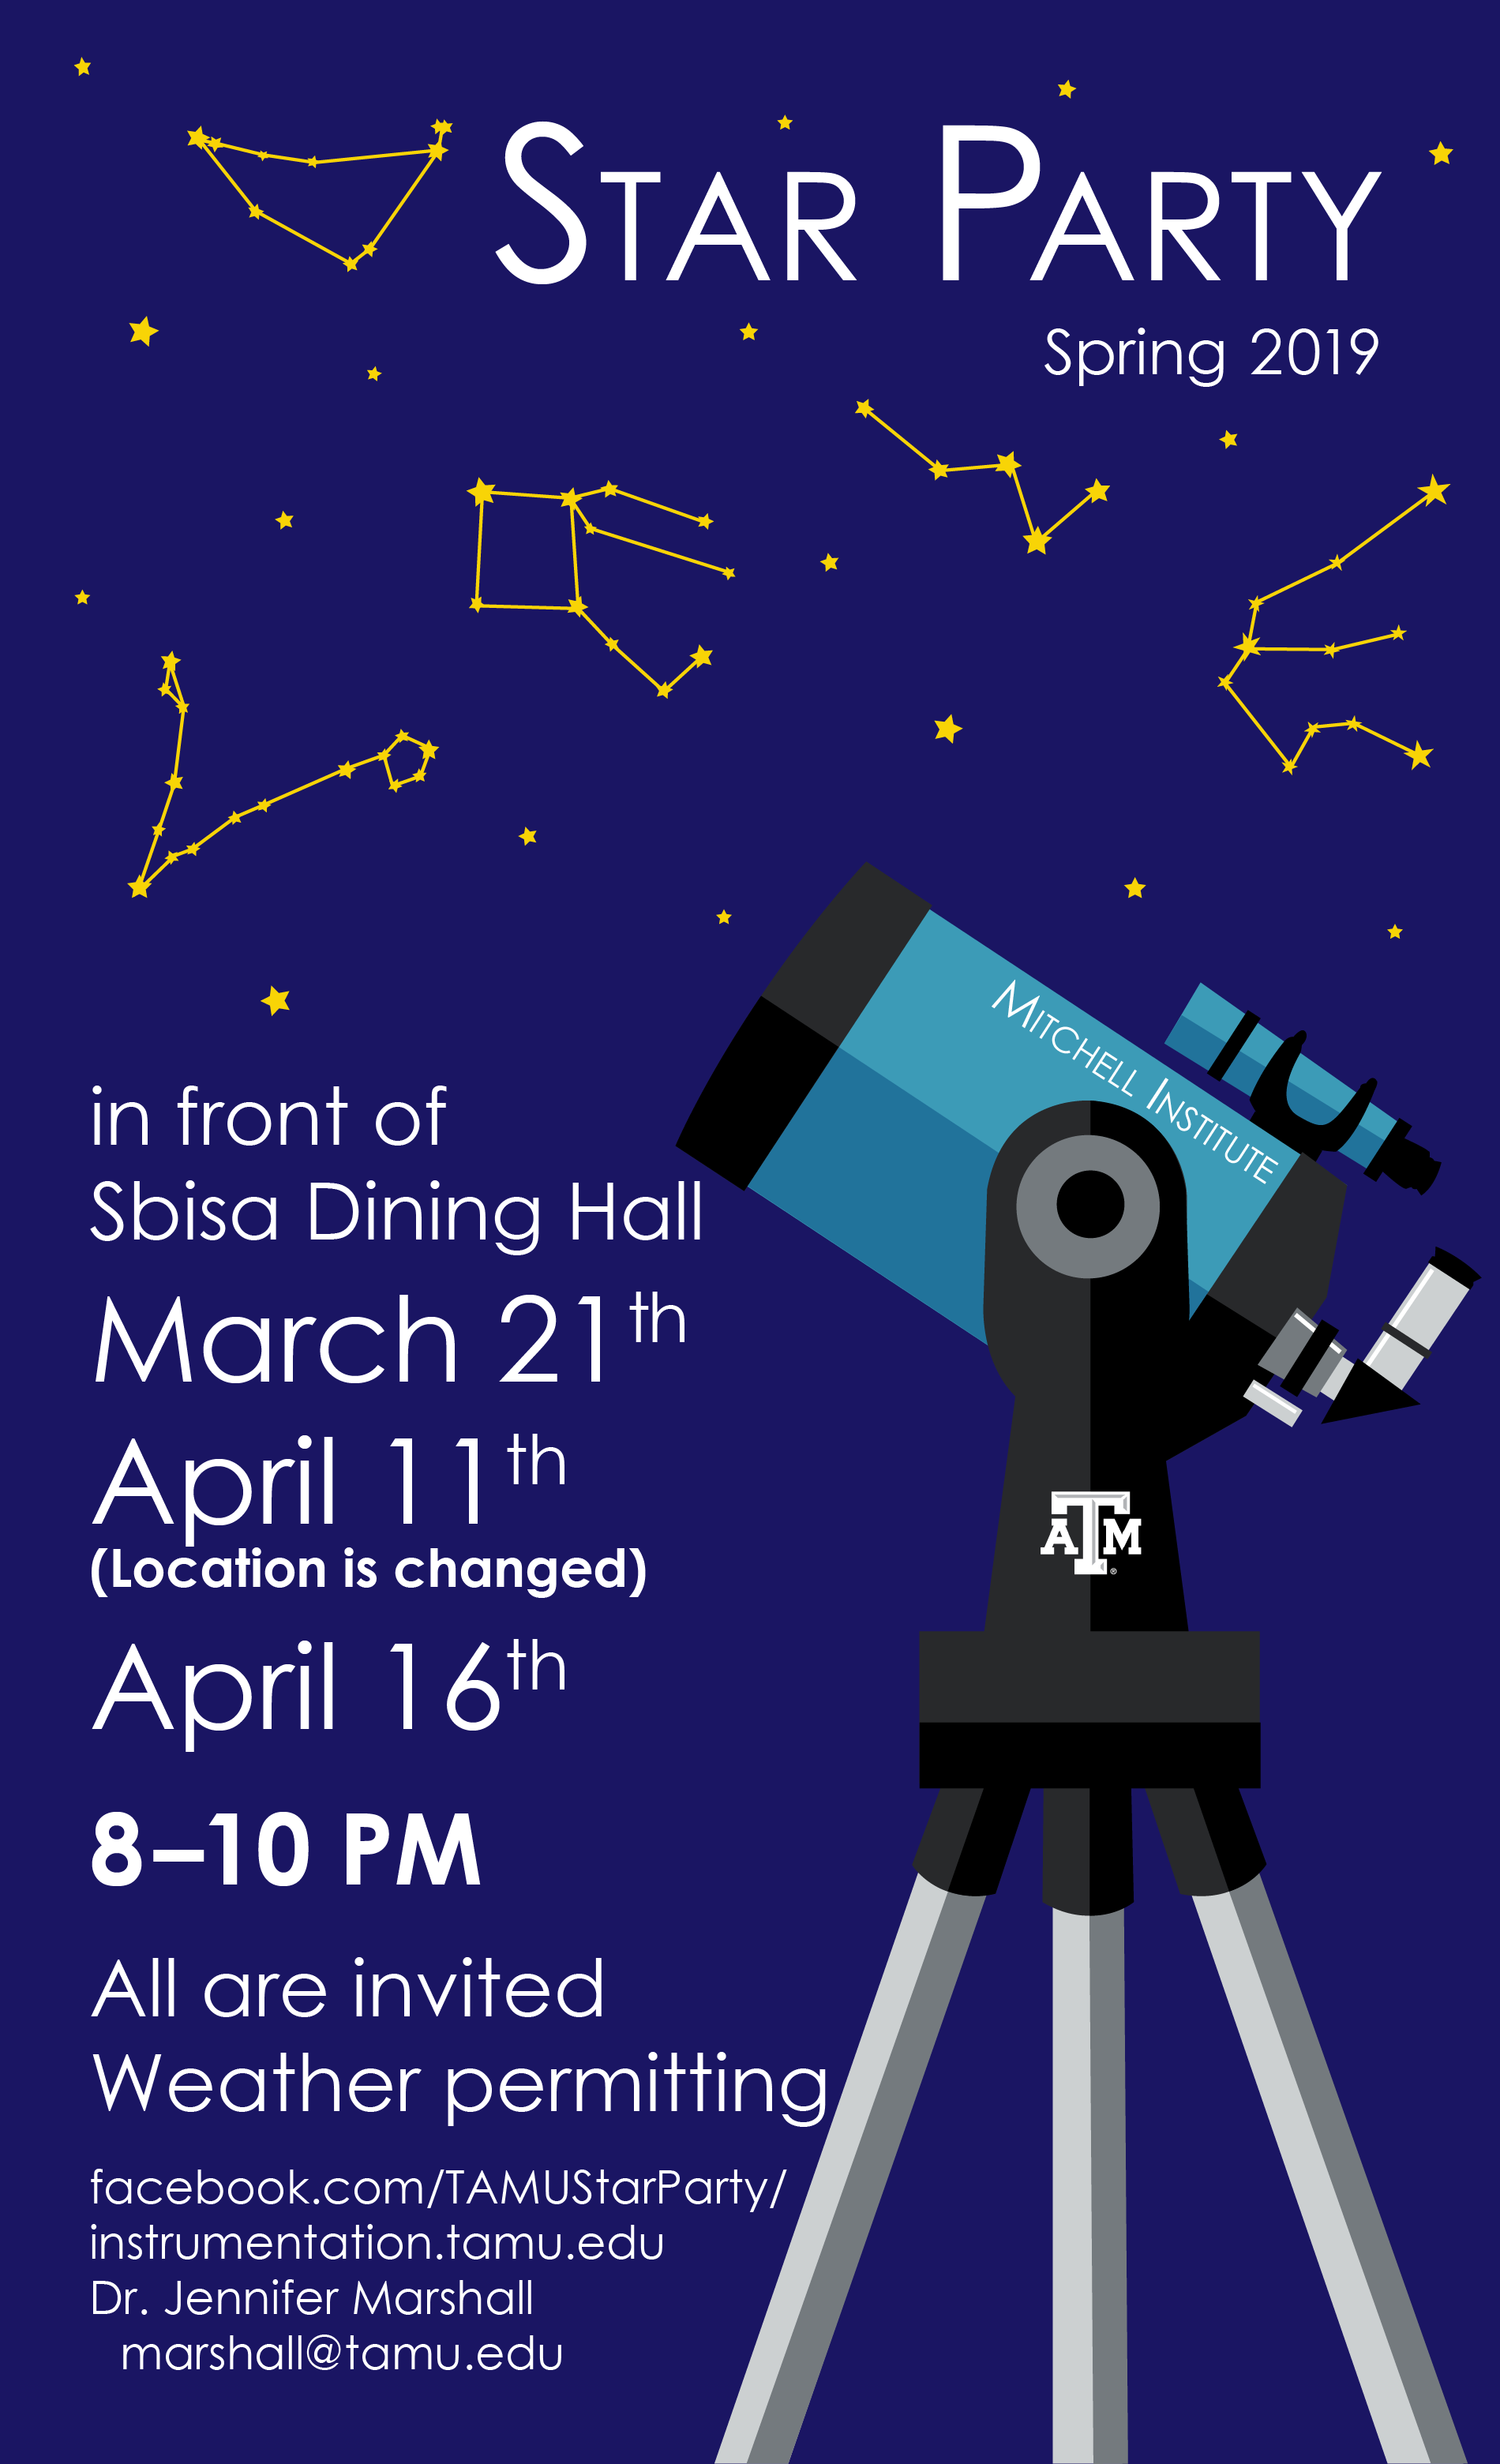 STAR PARTY
Spring 2019
MITCHELL INSTITUTE
in front of
Sbisa Dining Hall
March 21th
April 11th
(Location is changed)
April 16th
8–10 PM
All are invited
Weather permitting
facebook.com/TAMUStarParty/
instrumentation.tamu.edu
Dr. Jennifer Marshall
marshall@tamu.edu
ATM®